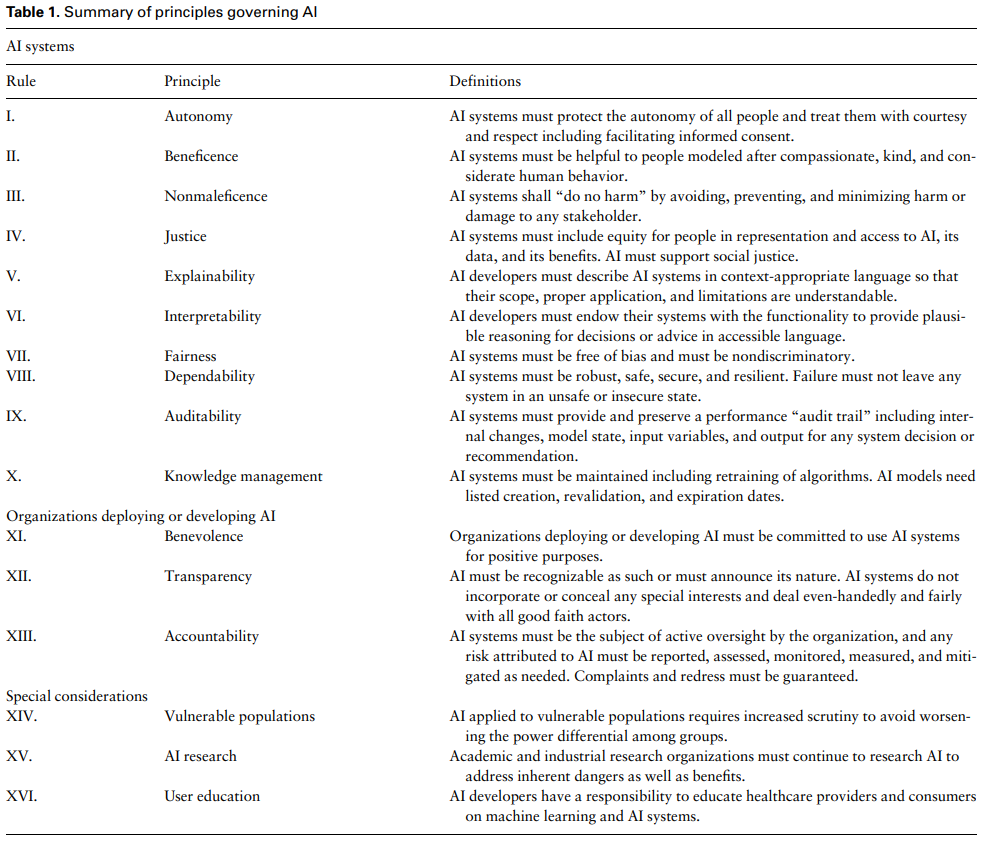 Table 1. Summary of principles governing AI
AI systems
Rule Principle Definitions
I. Autonomy AI systems must protect the autonomy of all people and treat them with courtesy
and respect including facilitating informed consent.
II. Beneficence AI systems must be helpful to people modeled after compassionate, kind, and con-
siderate human behavior.
III. Nonmaleficence AI systems shall “do no harm” by avoiding, preventing, and minimizing harm or
damage to any stakeholder.
IV. Justice AI systems must include equity for people in representation and access to AI, its
data, and its benefits. AI must support social justice.
V. Explainability AI developers must describe AI systems in context-appropriate language so that
their scope, proper application, and limitations are understandable.
VI. Interpretability AI developers must endow their systems with the functionality to provide plausi-
ble reasoning for decisions or advice in accessible language.
VII. Fairness AI systems must be free of bias and must be nondiscriminatory.
VIII. Dependability AI systems must be robust, safe, secure, and resilient. Failure must not leave any
system in an unsafe or insecure state.
IX. Auditability AI systems must provide and preserve a performance “audit trail” including inter-
nal changes, model state, input variables, and output for any system decision or
recommendation.
X. Knowledge management AI systems must be maintained including retraining of algorithms. AI models need
listed creation, revalidation, and expiration dates.
Organizations deploying or developing AI
XI. Benevolence Organizations deploying or developing AI must be committed to use AI systems
for positive purposes.
XII. Transparency AI must be recognizable as such or must announce its nature. AI systems do not
incorporate or conceal any special interests and deal even-handedly and fairly
with all good faith actors.
XIII. Accountability AI systems must be the subject of active oversight by the organization, and any
risk attributed to AI must be reported, assessed, monitored, measured, and miti-
gated as needed. Complaints and redress must be guaranteed.
Special considerations
XIV. Vulnerable populations AI applied to vulnerable populations requires increased scrutiny to avoid worsen-
ing the power differential among groups.
XV. AI research Academic and industrial research organizations must continue to research AI to
address inherent dangers as well as benefits.
XVI. User education AI developers have a responsibility to educate healthcare providers and consumers
on machine learning and AI systems.